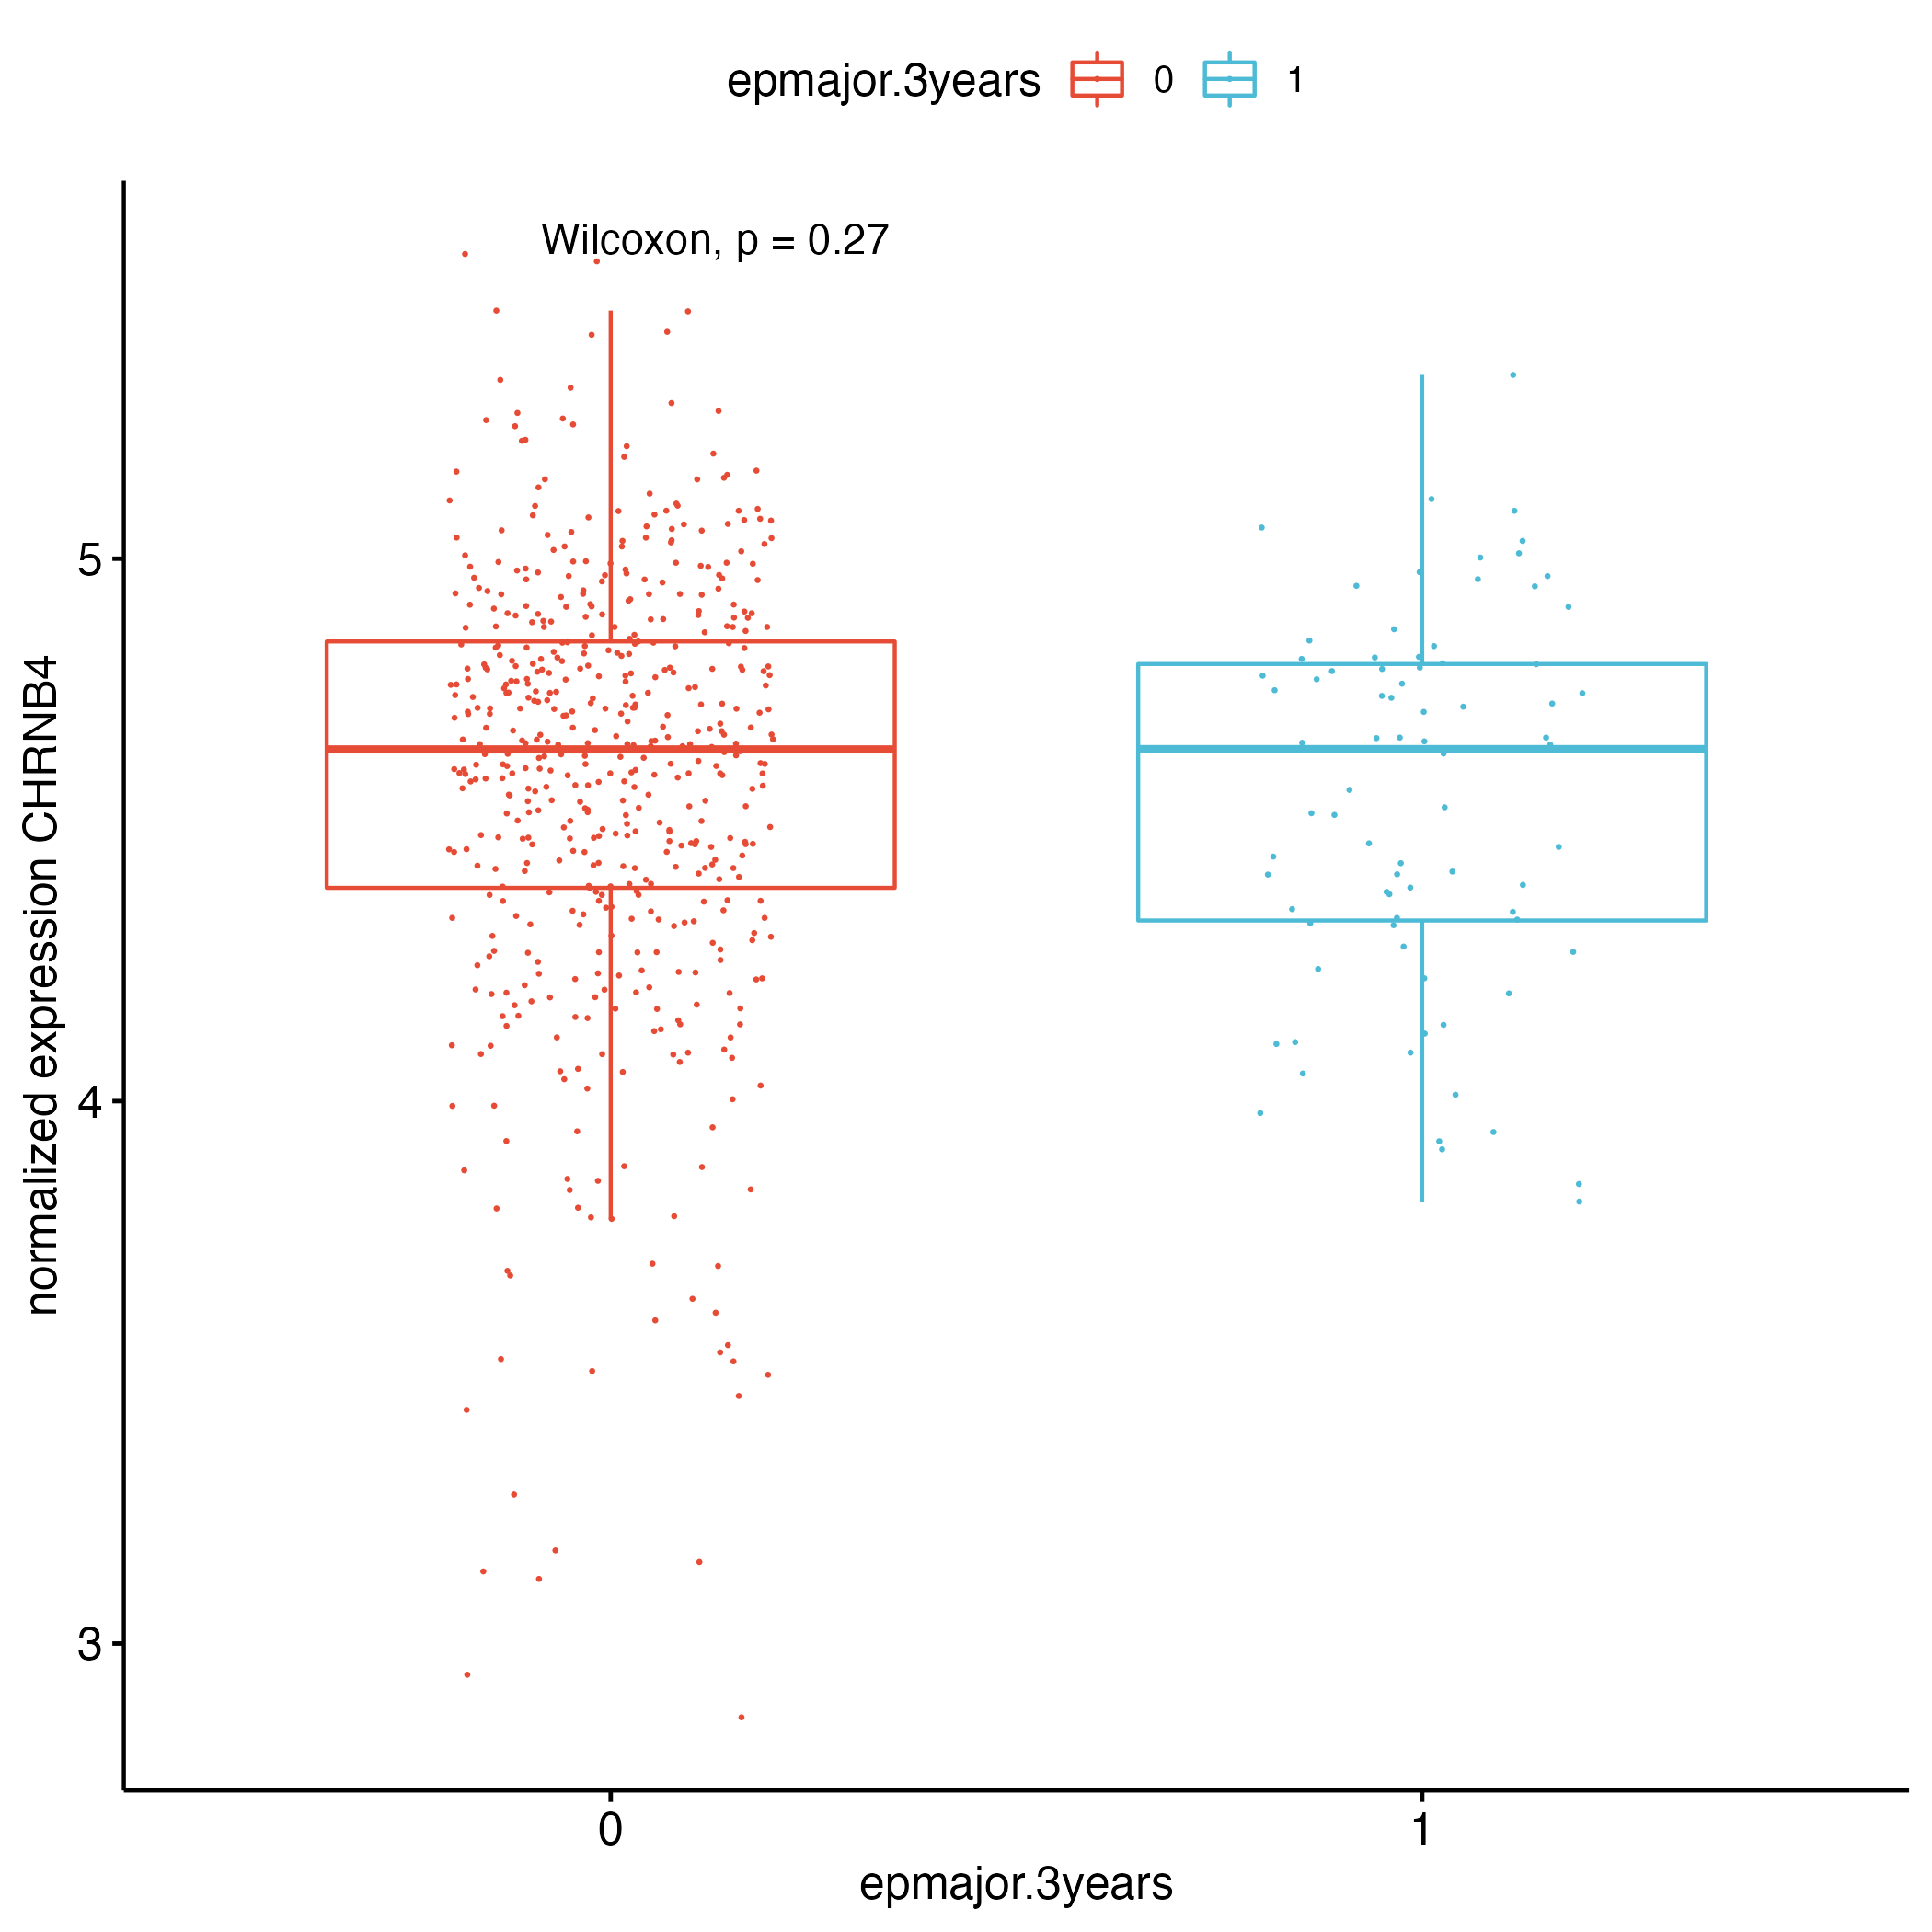 epmajor.3years 0 1
Wilcoxon, p = 0.27
normalized expression CHRNB4
5
4
3
0 1
epmajor.3years